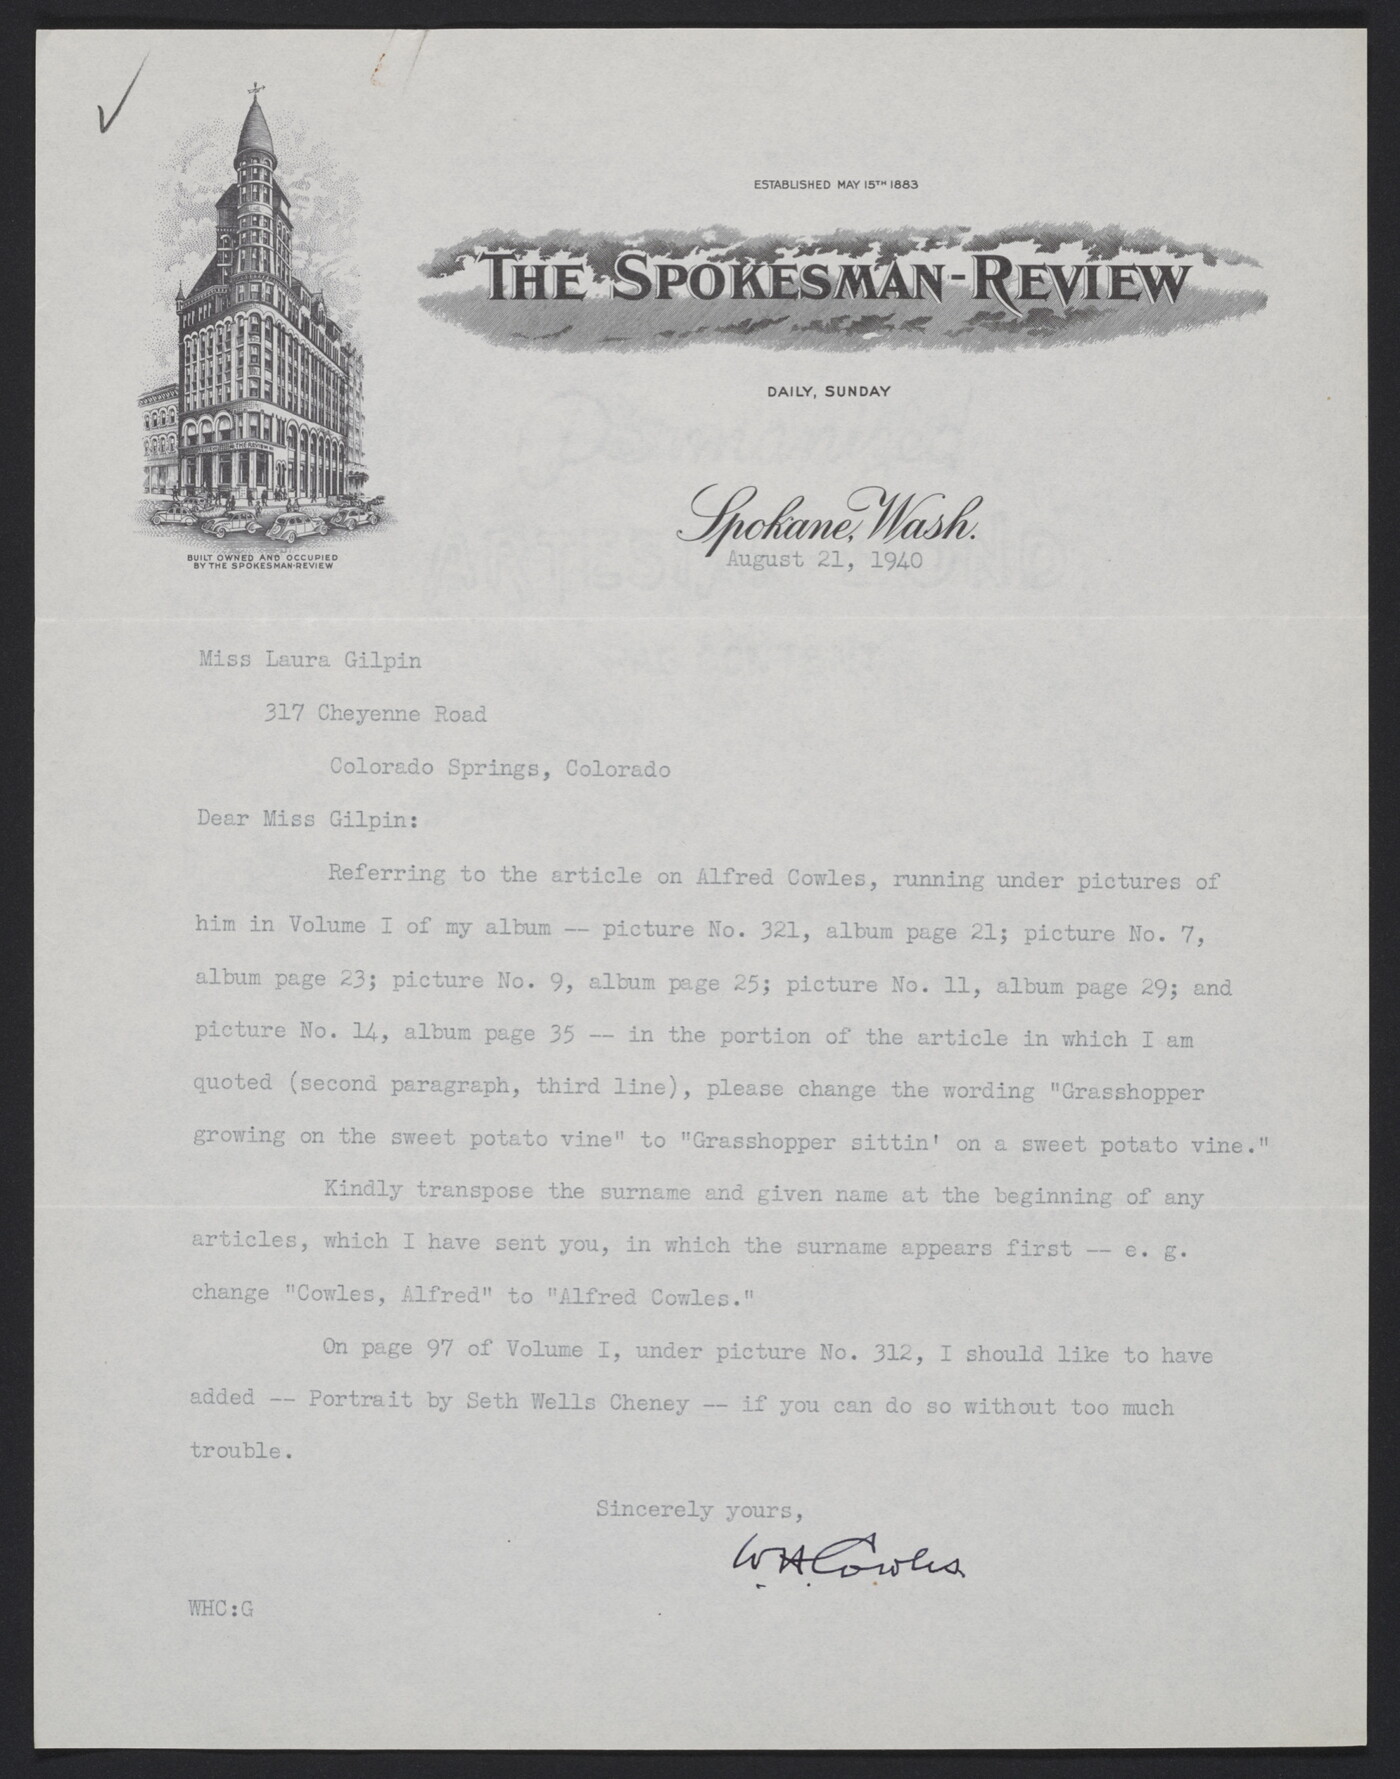 ESTABLISHED MAY 15TH 1883
THE SPOKESMAN-REVIEW
DAILY, SUNDAY
Spokane, Wash.
August 21, 1940
BUILT OWNED AND OCCUPIED
BY THE SPOKESMAN-REVIEW
Miss Laura Gilpin
317 Cheyenne Road
Colorado Springs, Colorado
Dear Miss Gilpin:
Referring to the article on Alfred Cowles, running under pictures of
him in Volume I of my album -- picture No. 321, album page 21; picture No. 7,
album page 23; picture No. 9, album page 25; picture No. 11, album page 29; and
picture No. 14, album page 35 -- in the portion of the article in which I am
quoted (second paragraph, third line), please change the wording "Grasshopper
growing on the sweet potato vine" to "Grasshopper sittin' on a sweet potato vine."
Kindly transpose the surname and given name at the beginning of any
articles, which I have sent you, in which the surname appears first -- e. g.
change "Cowles, Alfred" to "Alfred Cowles."
On page 97 of Volume I, under picture No. 312, I should like to have
added -- Portrait by Seth Wells Cheney -- if you can do so without too much
trouble.
Sincerely yours,
W. H. Cowles
WHC:G